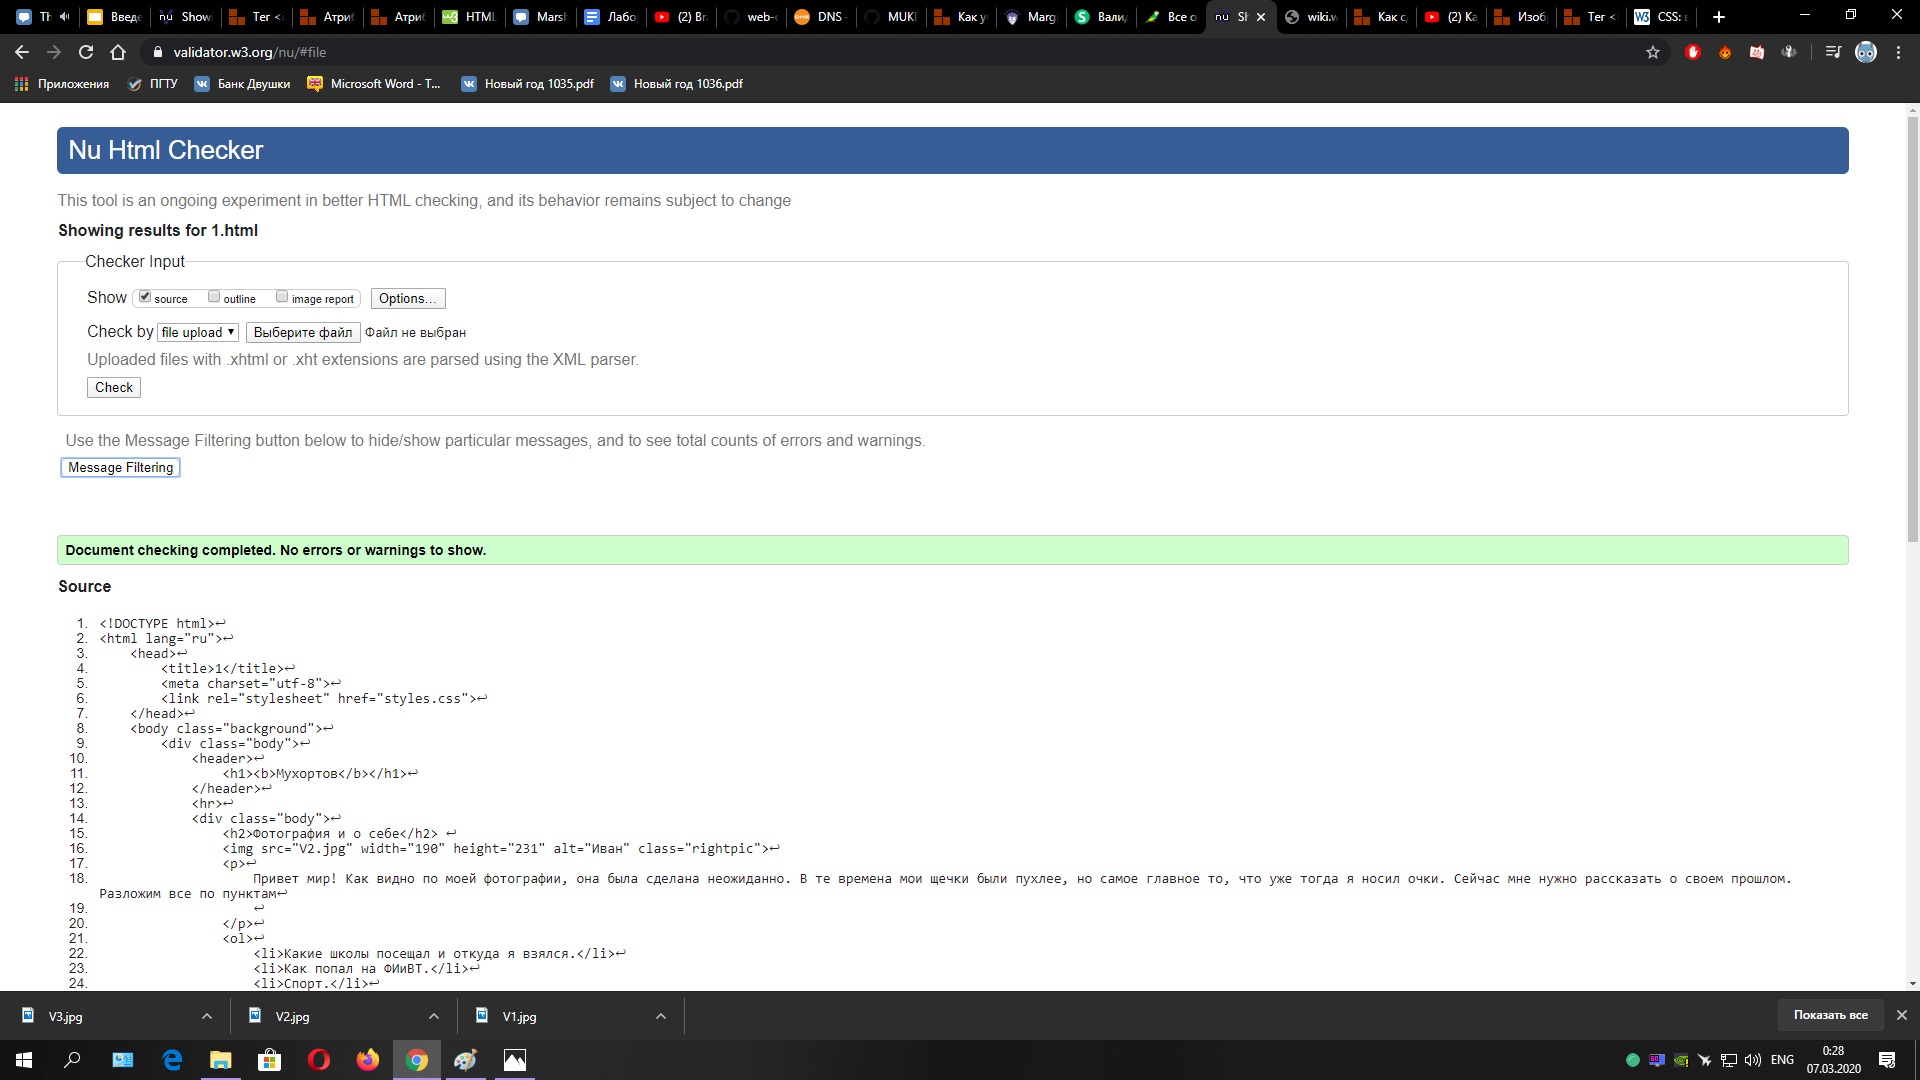 Th
Введе
Show
Тег <
Атриб
Атриб
HTML
Marsh
Лабо
(2) Br
web-
DNS
MUKI
Как у
Marg
Вали
Все о
Sh
wiki.w
Как с
(2) Ка
Изоб
Тег <
CSS:
validator.w3.org/nu/#file
Приложения
ПГТУ
Банк Двушки
Microsoft Word - Т...
Новый год 1035.pdf
Новый год 1036.pdf
Nu Html Checker
This tool is an ongoing experiment in better HTML checking, and its behavior remains subject to change
Showing results for 1.html
Checker Input
Show source outline image report Options...
Check by file upload Выберите файл Файл не выбран
Uploaded files with .xhtml or .xht extensions are parsed using the XML parser.
Check
Use the Message Filtering button below to hide/show particular messages, and to see total counts of errors and warnings.
Message Filtering
Document checking completed. No errors or warnings to show.
Source
1. <!DOCTYPE html>↩
2. <html lang="ru">↩
3. <head>↩
4. <title>1</title>↩
5. <meta charset="utf-8">↩
6. <link rel="stylesheet" href="styles.css">↩
7. </head>↩
8. <body class="background">↩
9. <div class="body">↩
10. <header>↩
11. <h1><b>Мухортов</b></h1>↩
12. </header>↩
13. <hr>↩
14. <div class="body">↩
15. <h2>Фотография и о себе</h2> ↩
16. <img src="V2.jpg" width="190" height="231" alt="Иван" class="rightpic">↩
17. <p>↩
18. Привет мир! Как видно по моей фотографии, она была сделана неожиданно. В те времена мои щечки были пухлее, но самое главное то, что уже тогда я носил очки. Сейчас мне нужно рассказать о своем прошлом.
Разложим все по пунктам↩
19. ↩
20. </p>↩
21. <ol>↩
22. <li>Какие школы посещал и откуда я взялся.</li>↩
23. <li>Как попал на ФИиВТ.</li>↩
24. <li>Спорт.</li>↩
V3.jpg
V2.jpg
V1.jpg
Показать все
ENG
0:28
07.03.2020